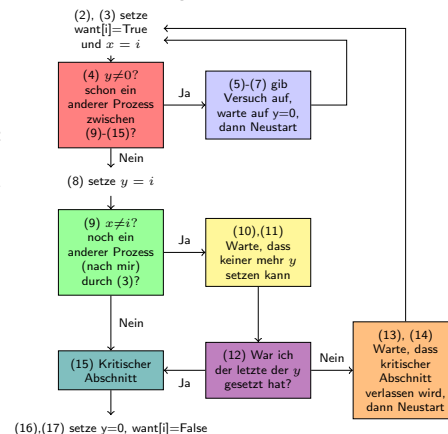 (2), (3) setze
want[i]=True
und x = i
(4) y≠0?
schon ein
anderer Prozess
zwischen
(9)-(15)?
Ja
(5)-(7) gib
Versuch auf,
warte auf y=0,
dann Neustart
Nein
(8) setze y = i
(9) x≠i?
noch ein
anderer Prozess
(nach mir)
durch (3)?
Ja
(10),(11)
Warte, dass
keiner mehr y
setzen kann
Nein
(15) Kritischer
Abschnitt
Ja
(12) War ich
der letzte der y
gesetzt hat?
Nein
(13), (14)
Warte, dass
kritischer
Abschnitt
verlassen wird,
dann Neustart
(16),(17) setze y=0, want[i]=False